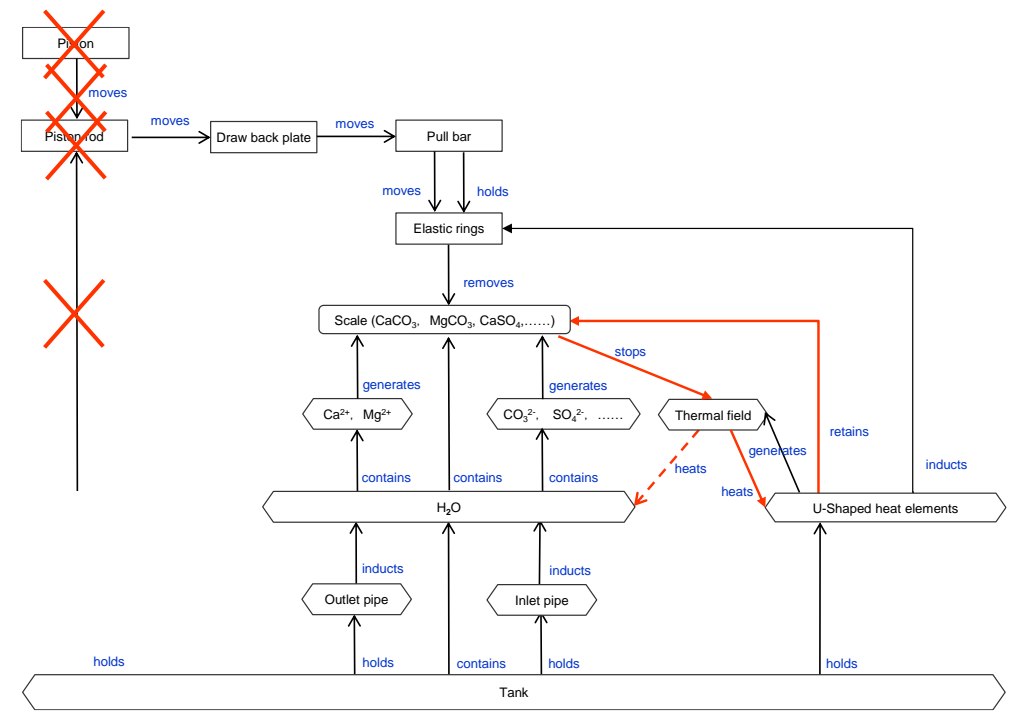 Piston
moves
Piston rod
moves
Draw back plate
moves
Pull bar
moves
holds
Elastic rings
removes
Scale (CaCO₃, MgCO₃, CaSO₄,……)
stops
generates
generates
Ca²⁺, Mg²⁺
CO₃²⁻, SO₄²⁻, ……
Thermal field
retains
generates
inducts
heats
contains
contains
contains
heats
H₂O
U-Shaped heat elements
inducts
inducts
Outlet pipe
Inlet pipe
holds
holds
contains
holds
holds
Tank